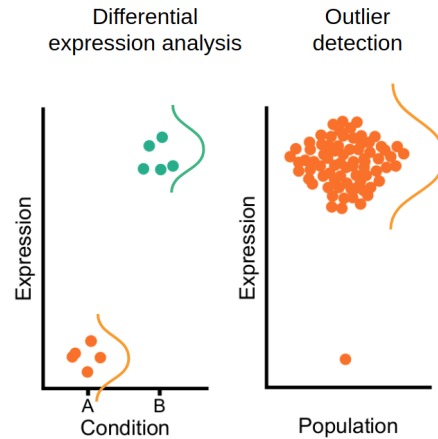 Differential
expression analysis
Outlier
detection
Expression
A
B
Condition
Expression
Population